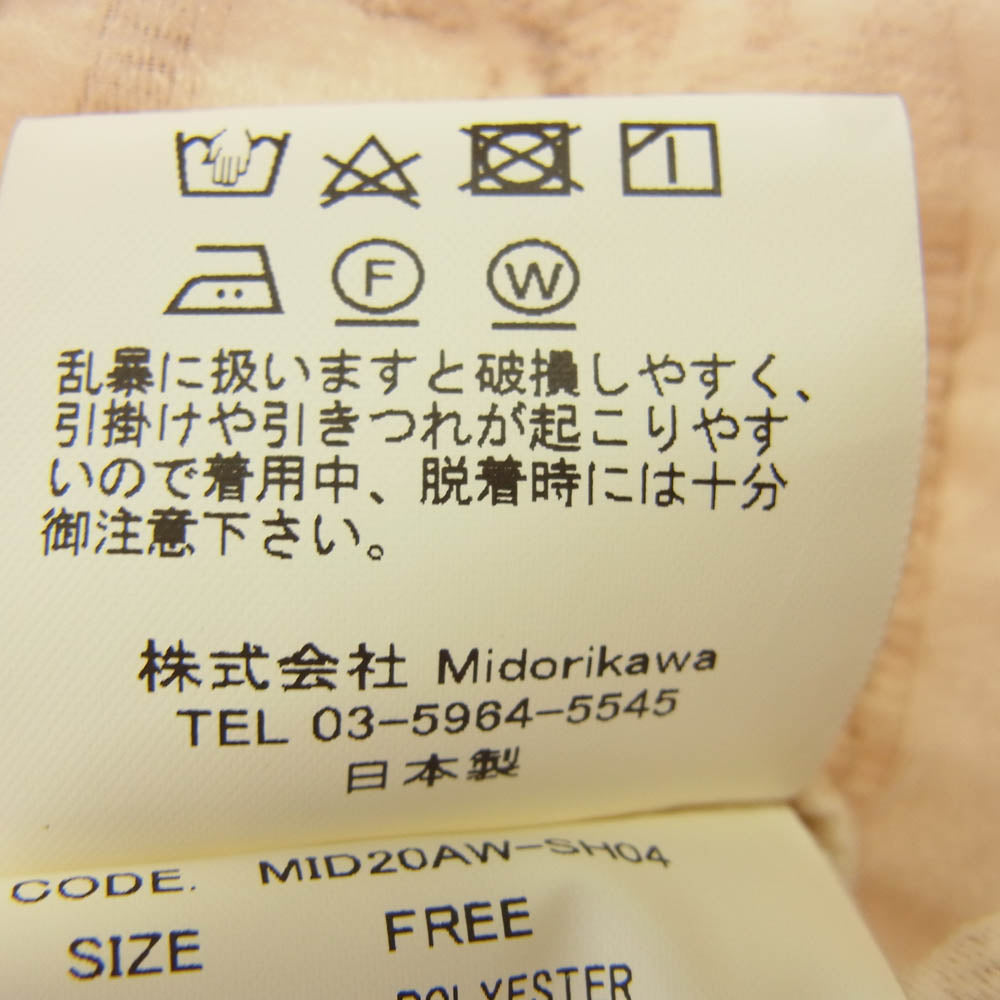 F W
乱暴に扱いますと破損しやすく、
引掛けや引きつれが起こりやす
いので着用中、脱着時には十分
御注意下さい。
株式会社 Midorikawa
TEL 03-5964-5545
日本製
CODE. MID20AW-SH04
SIZE FREE
POLYESTER